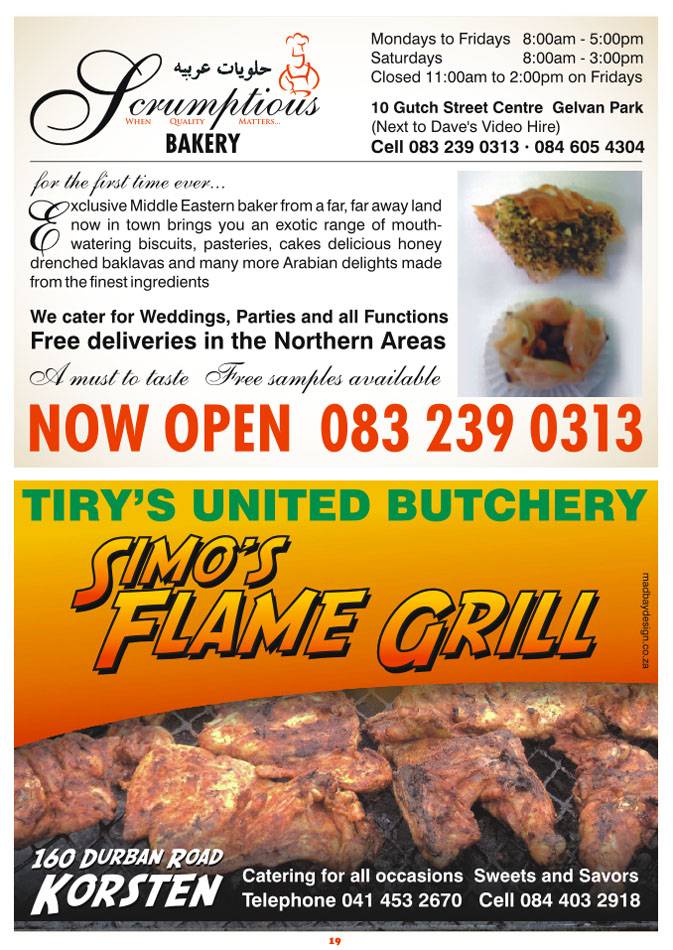 حلويات عربيه
Scrumptious
When Quality Matters...
BAKERY
Mondays to Fridays 8:00am - 5:00pm
Saturdays 8:00am - 3:00pm
Closed 11:00am to 2:00pm on Fridays
10 Gutch Street Centre Gelvan Park
(Next to Dave's Video Hire)
Cell 083 239 0313 · 084 605 4304
for the first time ever...
Exclusive Middle Eastern baker from a far, far away land
now in town brings you an exotic range of mouth-
watering biscuits, pasteries, cakes delicious honey
drenched baklavas and many more Arabian delights made
from the finest ingredients
We cater for Weddings, Parties and all Functions
Free deliveries in the Northern Areas
A must to taste Free samples available
NOW OPEN 083 239 0313
TIRY'S UNITED BUTCHERY
SIMO'S
FLAME GRILL
madbaydesign.co.za
160 DURBAN ROAD
KORSTEN
Catering for all occasions Sweets and Savors
Telephone 041 453 2670 Cell 084 403 2918
19